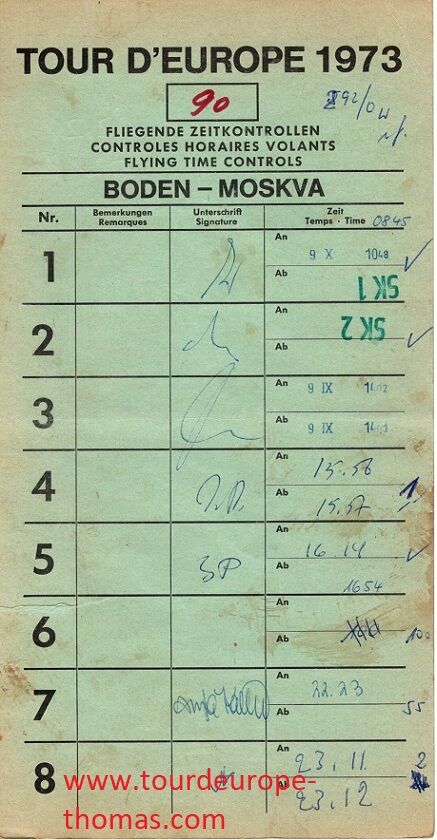 TOUR D'EUROPE 1973
90
FLIEGENDE ZEITKONTROLLEN
CONTROLES HORAIRES VOLANTS
FLYING TIME CONTROLS
BODEN – MOSKVA
Nr. Bemerkungen Remarques Unterschrift Signature Zeit Temps · Time 0845
1 An 9 X 1048
Ab SK 1
2 An SK 2
Ab
3 An 9 IX 1402
Ab 9 IX 1403
4 An 15.56
Ab 15.57 1
5 An 16.14
Ab 1654
6 An
Ab 100
7 An 22.23
Ab 55
8 An 23.11 2
Ab 23.12
www.tourdeurope-
thomas.com